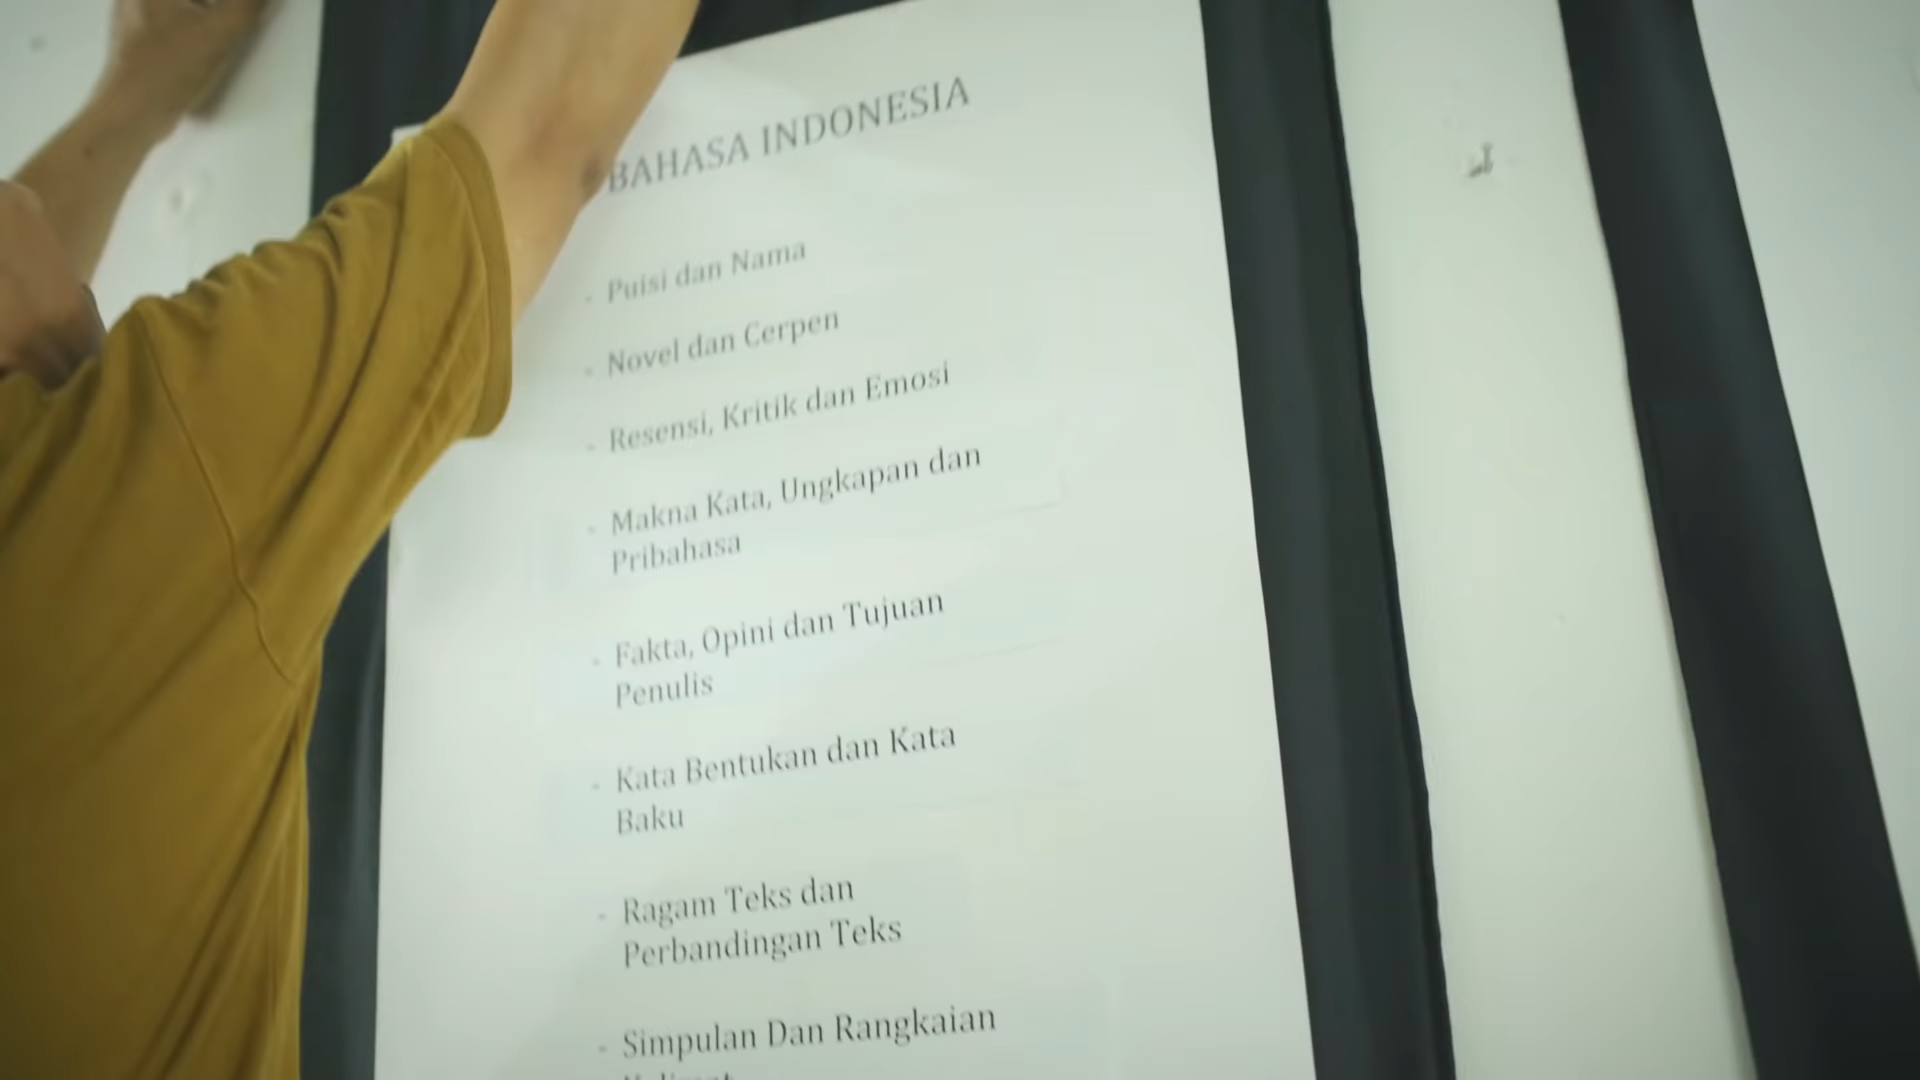 BAHASA INDONESIA
- Puisi dan Nama
- Novel dan Cerpen
- Resensi, Kritik dan Emosi
- Makna Kata, Ungkapan dan
Pribahasa
- Fakta, Opini dan Tujuan
Penulis
- Kata Bentukan dan Kata
Baku
- Ragam Teks dan
Perbandingan Teks
- Simpulan Dan Rangkaian